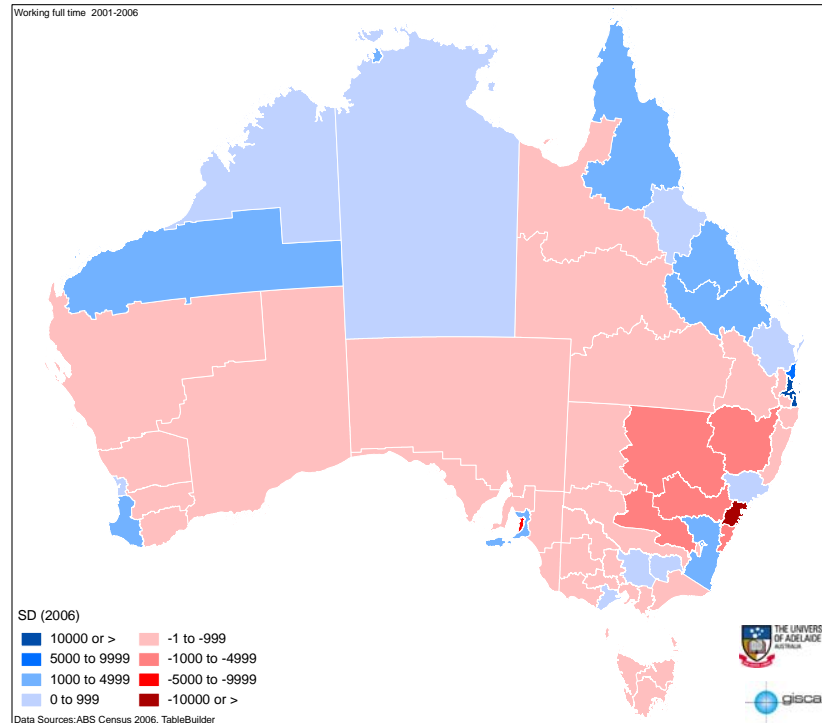 Working full time 2001-2006
SD (2006)
10000 or >
5000 to 9999
1000 to 4999
0 to 999
-1 to -999
-1000 to -4999
-5000 to -9999
-10000 or >
THE UNIVERS
OF ADELAIDE
AUSTRALIA
gisca
Data Sources:ABS Census 2006, TableBuilder